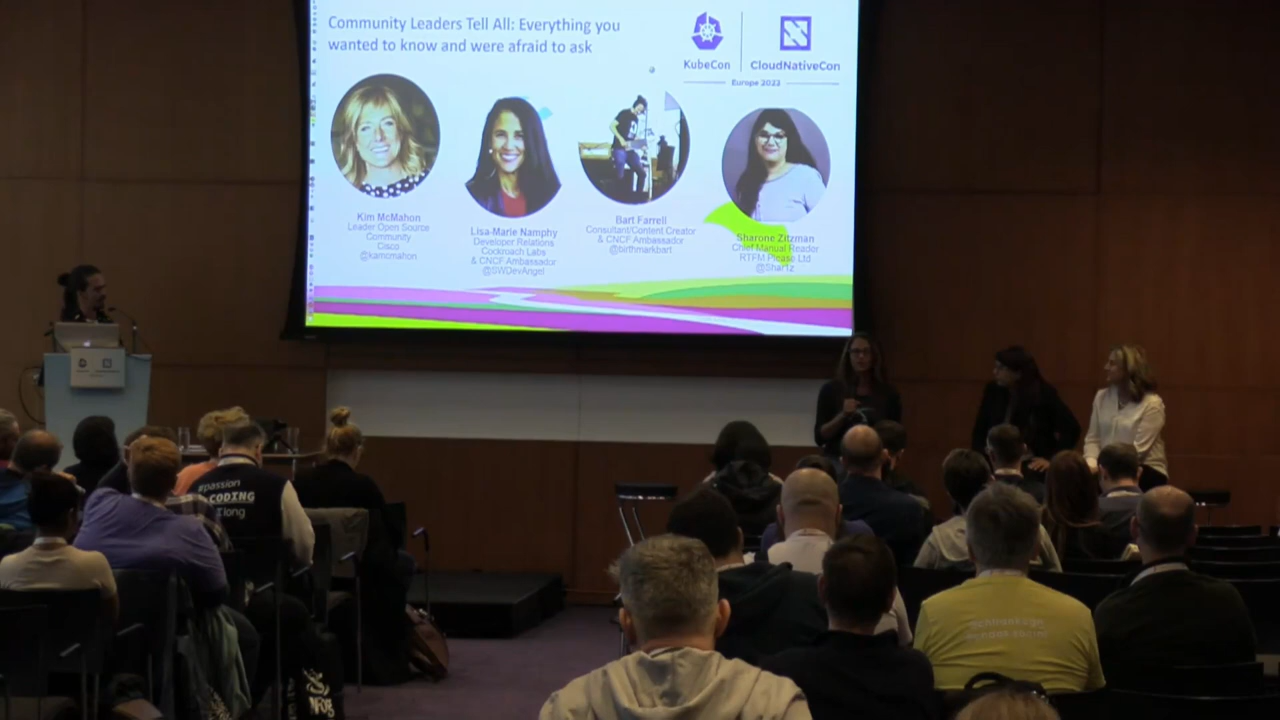 Community Leaders Tell All: Everything you
wanted to know and were afraid to ask
KubeCon
CloudNativeCon
Europe 2023
Kim McMahon
Leader Open Source
Community
Cisco
@kamcmahon
Lisa-Marie Namphy
Developer Relations
Cockroach Labs
& CNCF Ambassador
@SWDevAngel
Bart Farrell
Consultant/Content Creator
& CNCF Ambassador
@birthmarkbart
Sharone Zitzman
Chief Manual Reader
RTFM Please Ltd
@Shar1z
#passion
CODING
long